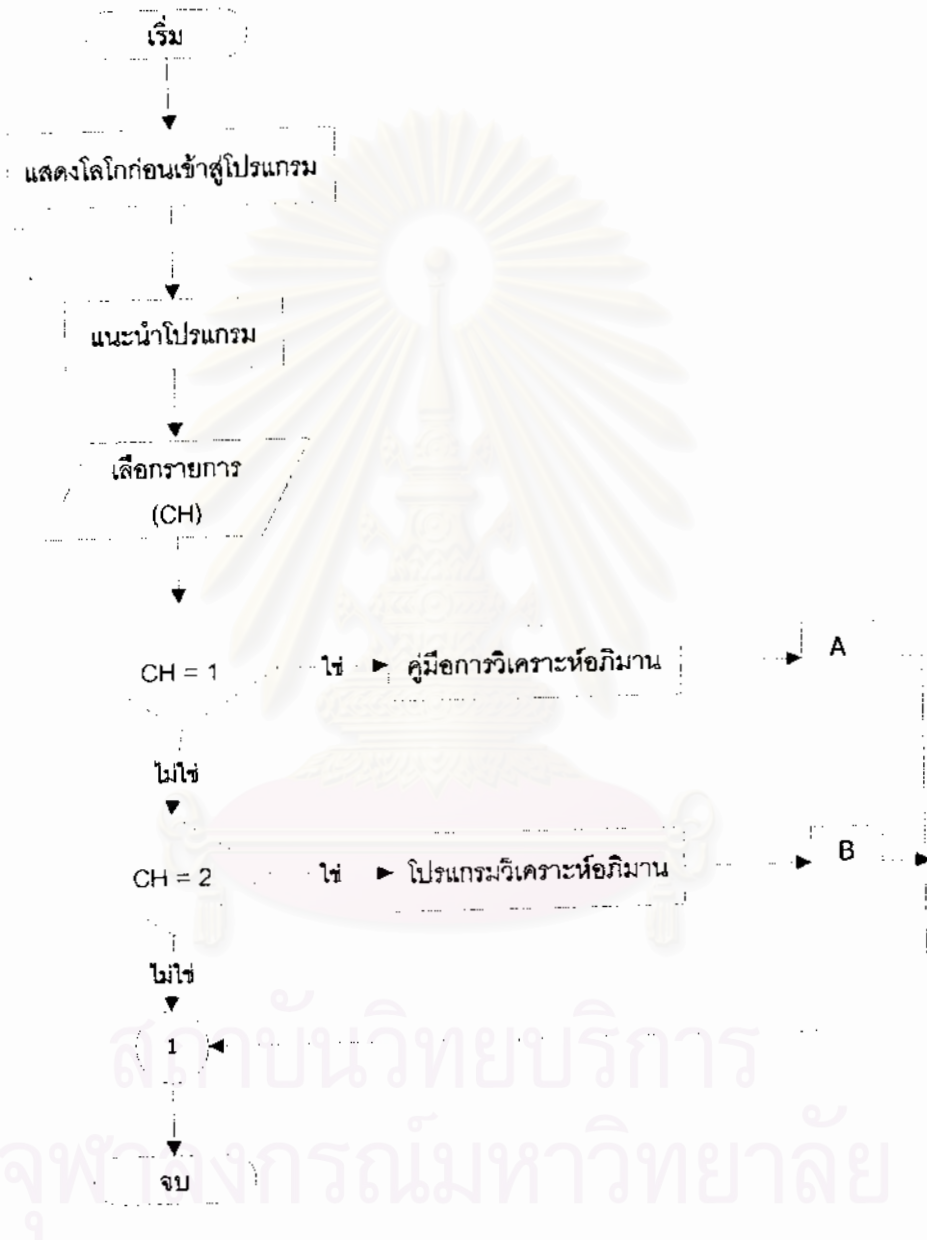 เริ่ม
แสดงโลโกก่อนเข้าสู่โปรแกรม
แนะนำโปรแกรม
เลือกรายการ
(CH)
CH = 1
ใช่
คู่มือการวิเคราะห์อภิมาน
A
ไม่ใช่
CH = 2
ใช่
โปรแกรมวิเคราะห์อภิมาน
B
ไม่ใช่
1
จบ
สถาบันวิทยบริการ
จุฬาลงกรณ์มหาวิทยาลัย